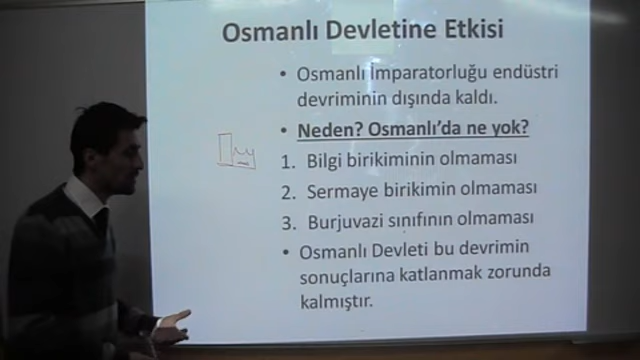 Osmanlı Devletine Etkisi
• Osmanlı İmparatorluğu endüstri
devriminin dışında kaldı.
• Neden? Osmanlı'da ne yok?
1. Bilgi birikiminin olmaması
2. Sermaye birikimin olmaması
3. Burjuvazi sınıfının olmaması
• Osmanlı Devleti bu devrimin
sonuçlarına katlanmak zorunda
kalmıştır.